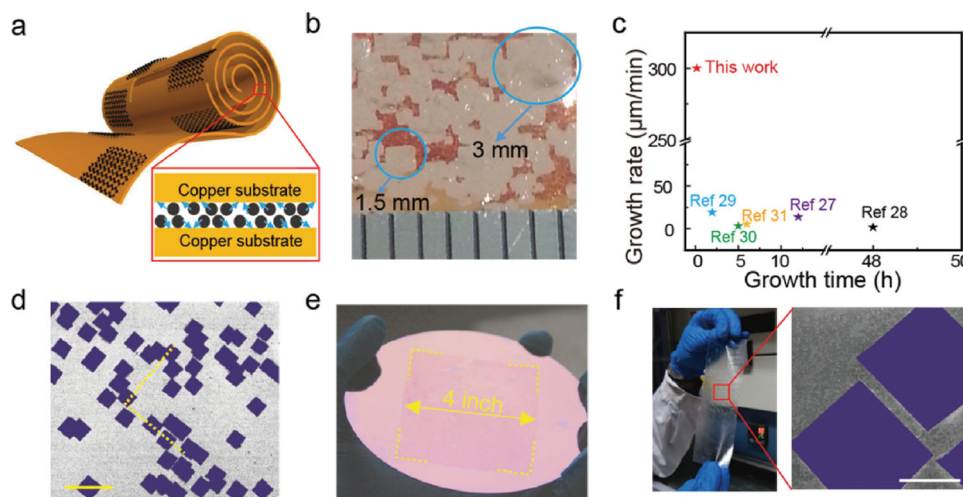 a
Copper substrate
Copper substrate
b
3 mm
1.5 mm
c
Growth rate (µm/min)
300
250
50
0
This work
Ref 29
Ref 30
Ref 31
Ref 27
Ref 28
0
5
10
48
50
Growth time (h)
d
e
4 inch
f